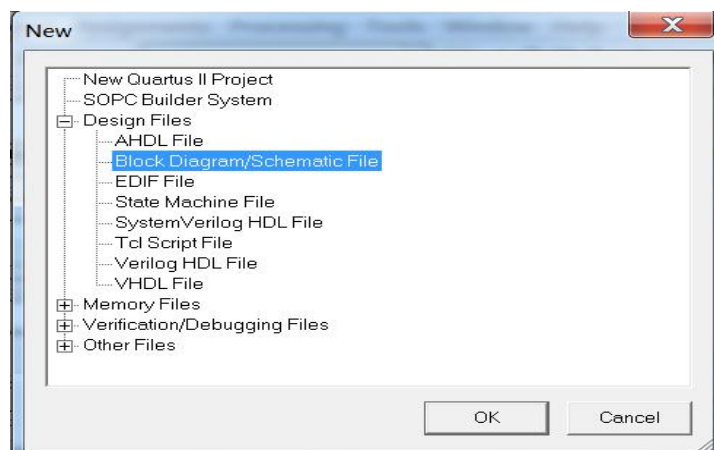 New
New Quartus II Project
SOPC Builder System
Design Files
AHDL File
Block Diagram/Schematic File
EDIF File
State Machine File
SystemVerilog HDL File
Tcl Script File
Verilog HDL File
VHDL File
Memory Files
Verification/Debugging Files
Other Files
OK
Cancel